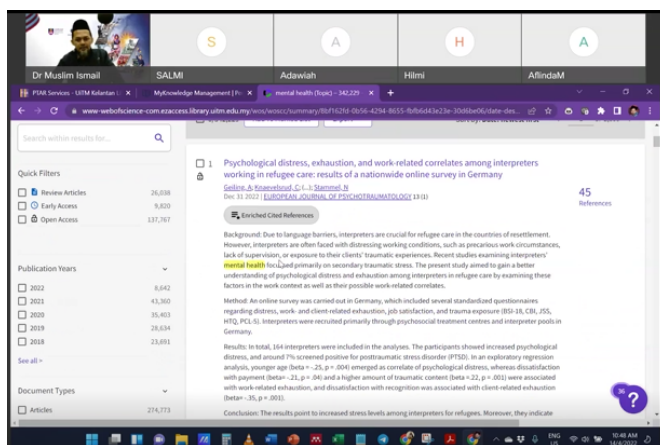 S
A
H
A
Dr Muslim Ismail
SALMI
Adawiah
Hilmi
AflindaM
PTAR Services - UiTM Kelantan
MyKnowledge Management
mental health (Topic) – 342,229
www-webofscience-com.ezaccess.library.uitm.edu.my/wos/woscc/summary/
Search within results for...
Quick Filters
Review Articles 26,038
Early Access 9,820
Open Access 137,767
Publication Years
2022 8,642
2021 43,360
2020 35,403
2019 28,634
2018 23,691
See all >
Document Types
Articles 274,773
1
Psychological distress, exhaustion, and work-related correlates among interpreters
working in refugee care: results of a nationwide online survey in Germany
Geiling, A; Knaevelsrud, C; (...); Stammel, N
Dec 31 2022 | EUROPEAN JOURNAL OF PSYCHOTRAUMATOLOGY 13 (1)
Enriched Cited References
Background: Due to language barriers, interpreters are crucial for refugee care in the countries of resettlement.
However, interpreters are often faced with distressing working conditions, such as precarious work circumstances,
lack of supervision, or exposure to their clients' traumatic experiences. Recent studies examining interpreters'
mental health focused primarily on secondary traumatic stress. The present study aimed to gain a better
understanding of psychological distress and exhaustion among interpreters in refugee care by examining these
factors in the work context as well as their possible work-related correlates.
Method: An online survey was carried out in Germany, which included several standardized questionnaires
regarding distress, work- and client-related exhaustion, job satisfaction, and trauma exposure (BSI-18, CBI, JSS,
HTQ, PCL-5). Interpreters were recruited primarily through psychosocial treatment centres and interpreter pools in
Germany.
Results: In total, 164 interpreters were included in the analyses. The participants showed increased psychological
distress, and around 7% screened positive for posttraumatic stress disorder (PTSD). In an exploratory regression
analysis, younger age (beta= -.25, p = .004) emerged as correlate of psychological distress, whereas dissatisfaction
with payment (beta= -.21, p = .04) and a higher amount of traumatic content (beta =.22, p = .001) were associated
with work-related exhaustion, and dissatisfaction with recognition was associated with client-related exhaustion
(beta= -.35, p = .001).
Conclusion: The results point to increased stress levels among interpreters for refugees. Moreover, they indicate
45
References
36
?
ENG
US
10:48 AM
14/4/2022